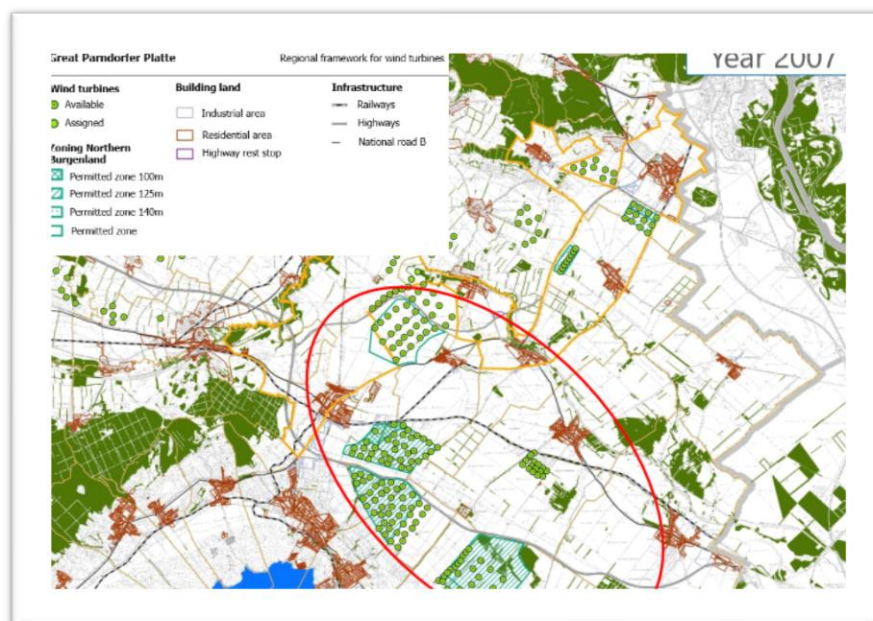 Great Parndorfer Platte
Regional framework for wind turbines
Year 2007
Wind turbines
Available
Assigned
Zoning Northern
Burgenland
Permitted zone 100m
Permitted zone 125m
Permitted zone 140m
Permitted zone
Building land
Industrial area
Residential area
Highway rest stop
Infrastructure
Railways
Highways
National road B